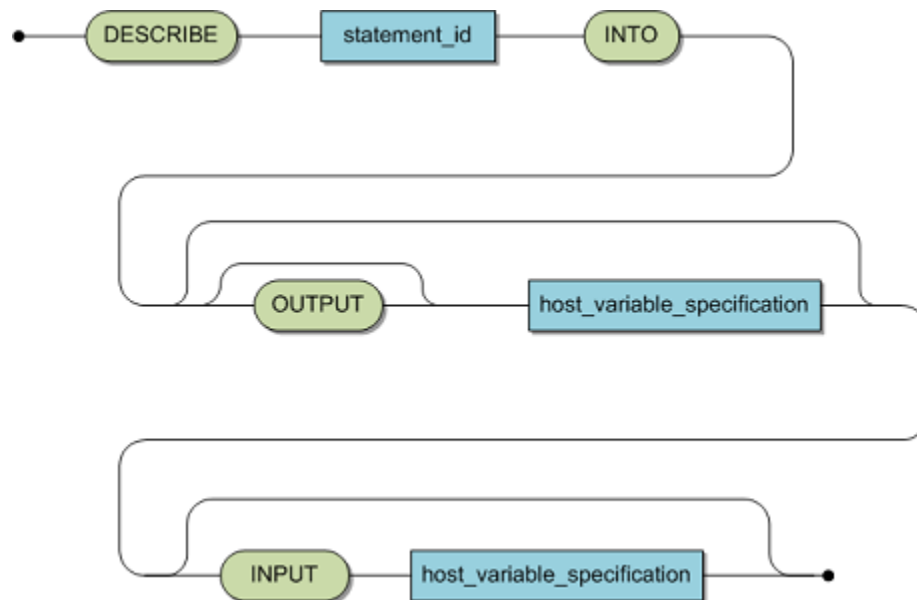 DESCRIBE statement_id INTO
OUTPUT host_variable_specification
INPUT host_variable_specification